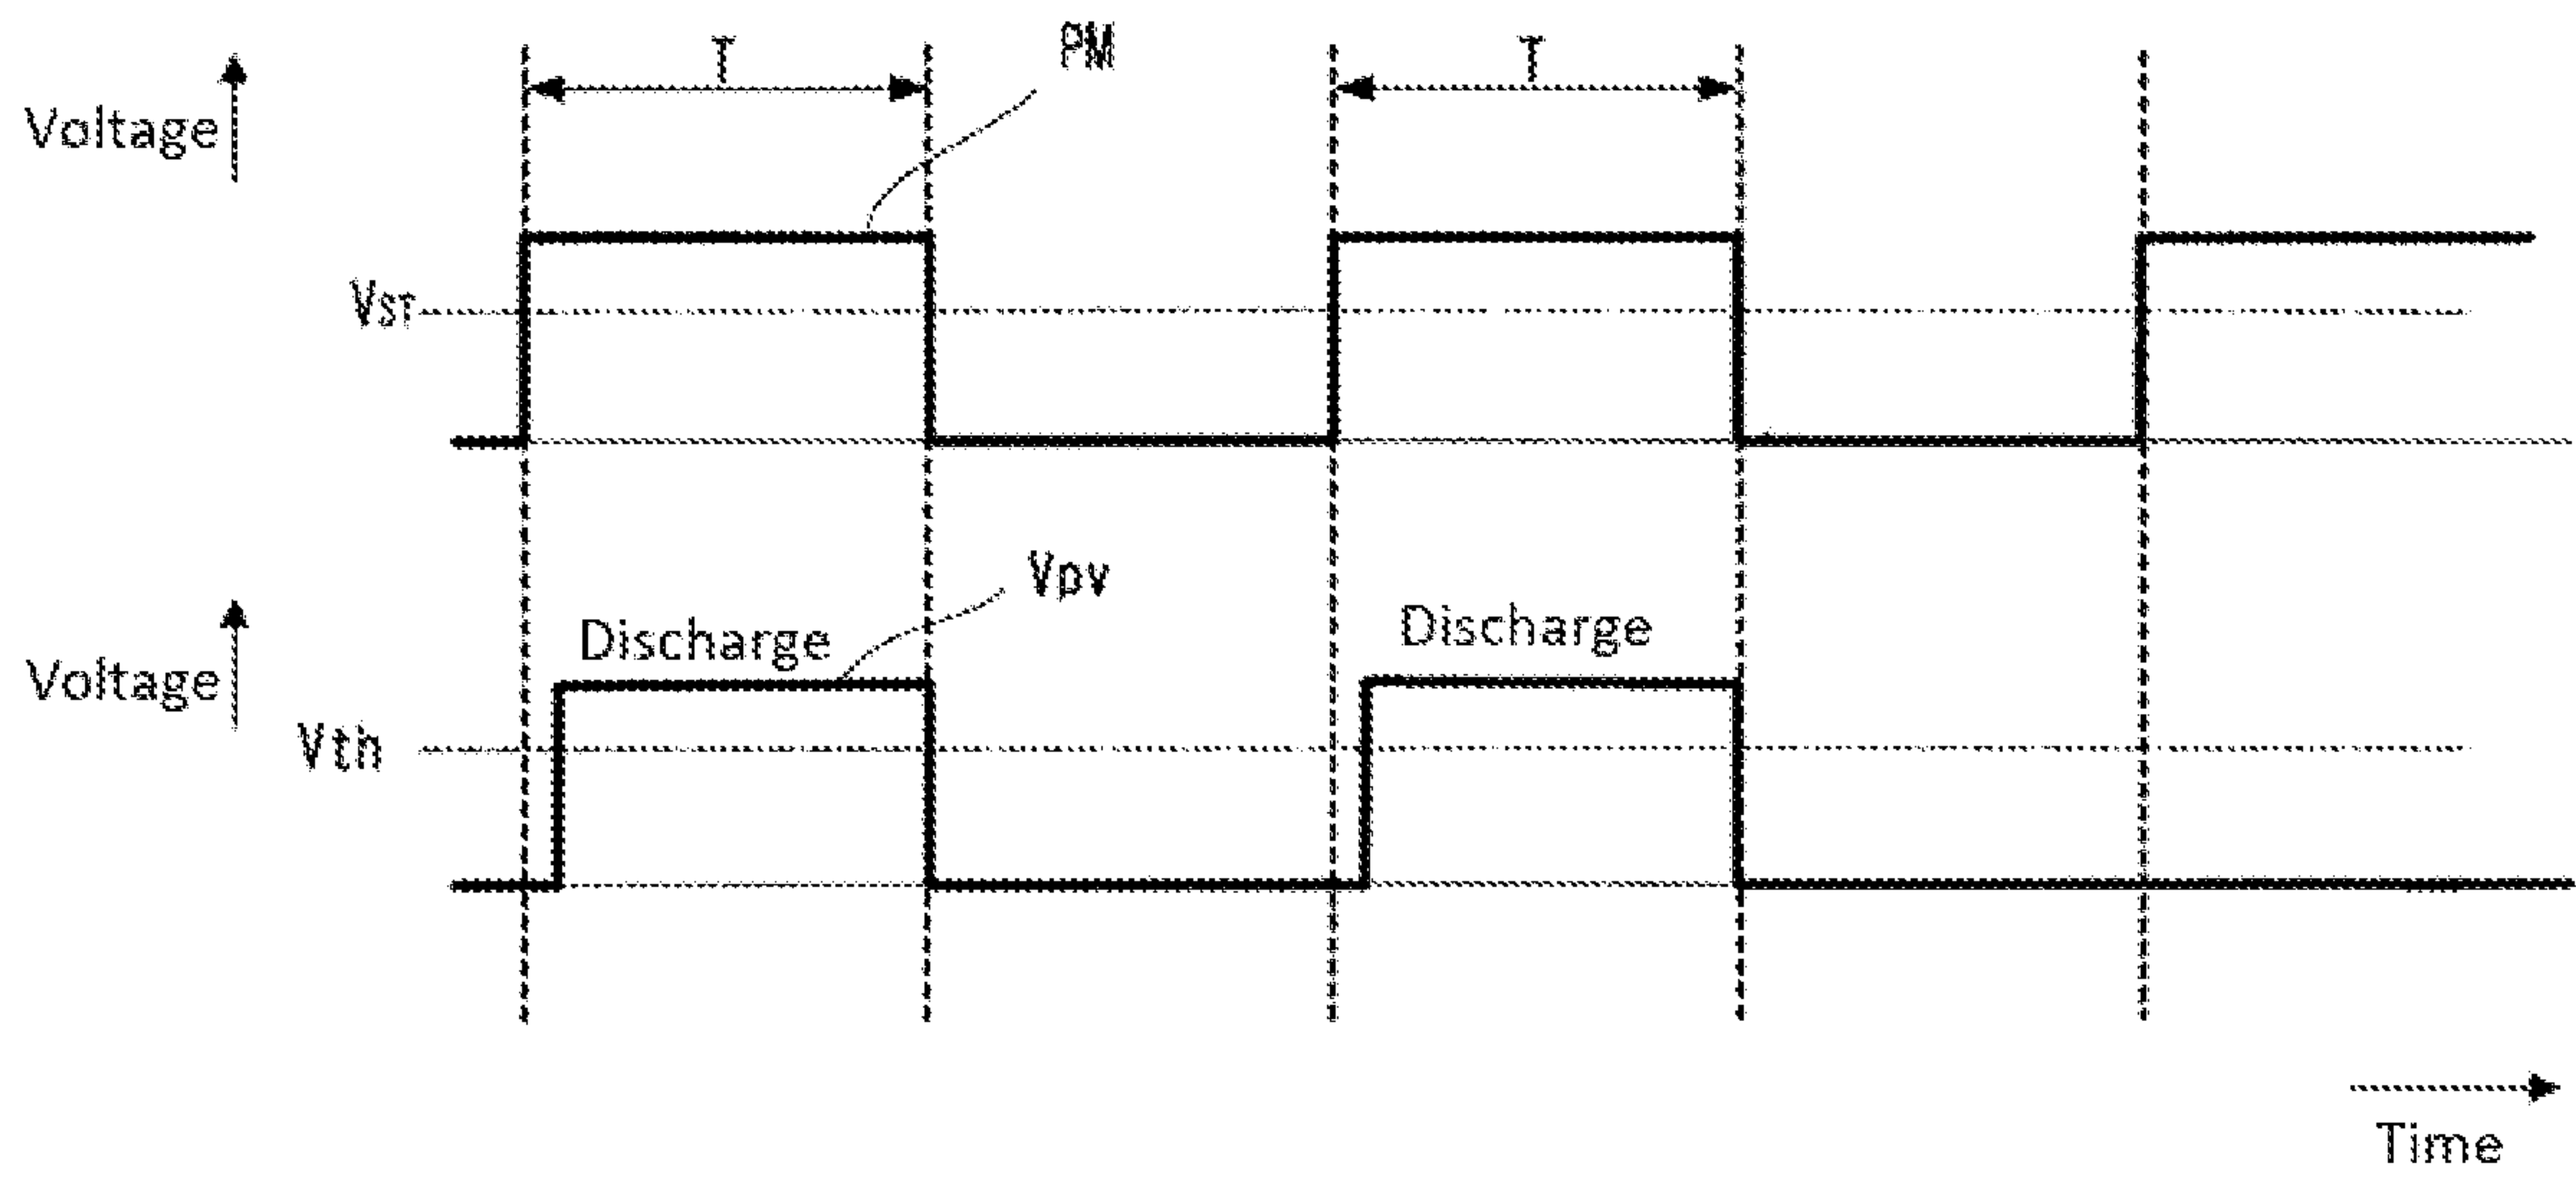 T
PM
T
Voltage
VST
Vpv
Discharge
Discharge
Voltage
Vth
Time